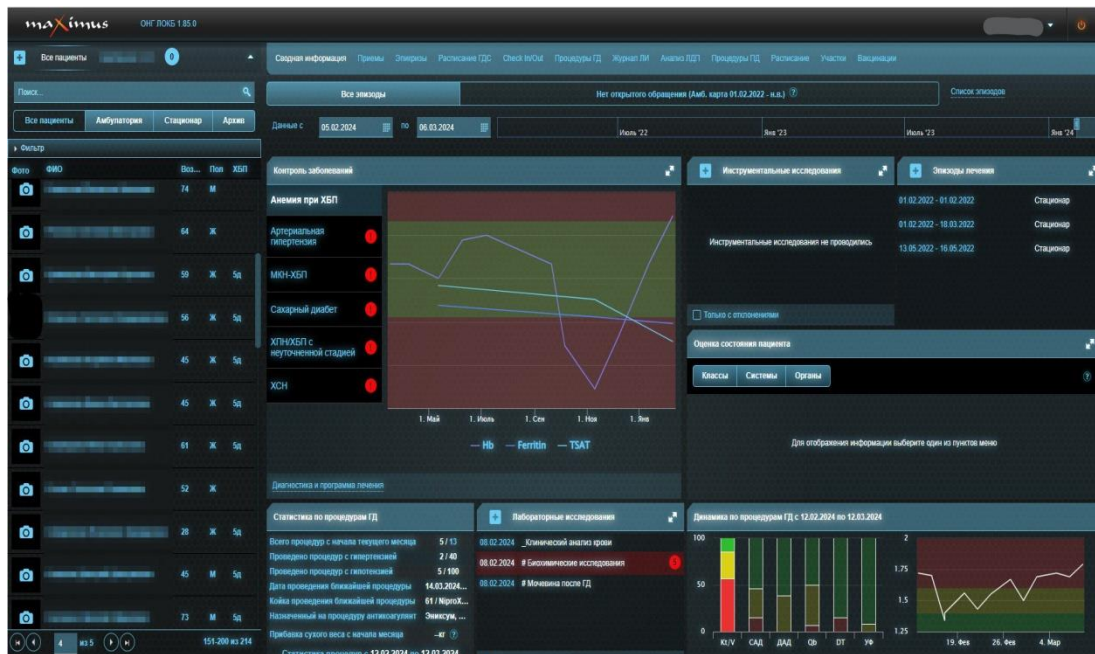 maximus ОНГ ЛОКБ 1.85.0
Все пациенты 0
Сводная информация Приемы Эпикризы Расписание ГДС Check In/Out Процедуры ГД Журнал ЛИ Анализ ЛДП Процедуры ПД Расписание Участки Вакцинации
Поиск...
Все эпизоды Нет открытого обращения (Амб. карта 01.02.2022 - н.в.) ? Список эпизодов
Все пациенты Амбулатория Стационар Архив
Данные с 05.02.2024 по 06.03.2024 Июль '22 Янв '23 Июль '23 Янв '24
Фильтр
Фото ФИО Воз... Пол ХБП
74 М
64 Ж
59 Ж 5д
56 Ж 5д
45 Ж 5д
45 Ж 5д
61 Ж 5д
52 Ж
28 Ж 5д
45 М 5д
73 М 5д
4 из 5 151-200 из 214
Контроль заболеваний
Анемия при ХБП
Артериальная
гипертензия !
МКН-ХБП !
Сахарный диабет !
ХПН/ХБП с
неуточненной стадией !
ХСН !
1. Май 1. Июль 1. Сен 1. Ноя 1. Янв
Hb Ferritin TSAT
Диагностика и программа лечения
Инструментальные исследования
Инструментальные исследования не проводились
Только с отклонениями
Эпизоды лечения
01.02.2022 - 01.02.2022 Стационар
01.02.2022 - 18.03.2022 Стационар
13.05.2022 - 16.05.2022 Стационар
Оценка состояния пациента
Классы Системы Органы ?
Для отображения информации выберите один из пунктов меню
Статистика по процедурам ГД
Всего процедур с начала текущего месяца 5 / 13
Проведено процедур с гипертензией 2 / 40
Проведено процедур с гипотензией 5 / 100
Дата проведения ближайшей процедуры 14.03.2024...
Койка проведения ближайшей процедуры 61 / NiproX...
Назначенный на процедуру антикоагулянт Эниксум, ...
Прибавка сухого веса с начала месяца --кг ?
Статистика процедур с 12.02.2024 по 12.03.2024
Лабораторные исследования
08.02.2024 _Клинический анализ крови
08.02.2024 # Биохимические исследования
08.02.2024 # Мочевина после ГД
Динамика по процедурам ГД с 12.02.2024 по 12.03.2024
100
50
0
Kt/V САД ДАД Qb DT УФ
2
1.75
1.5
1.25
19. Фев 26. Фев 4. Мар